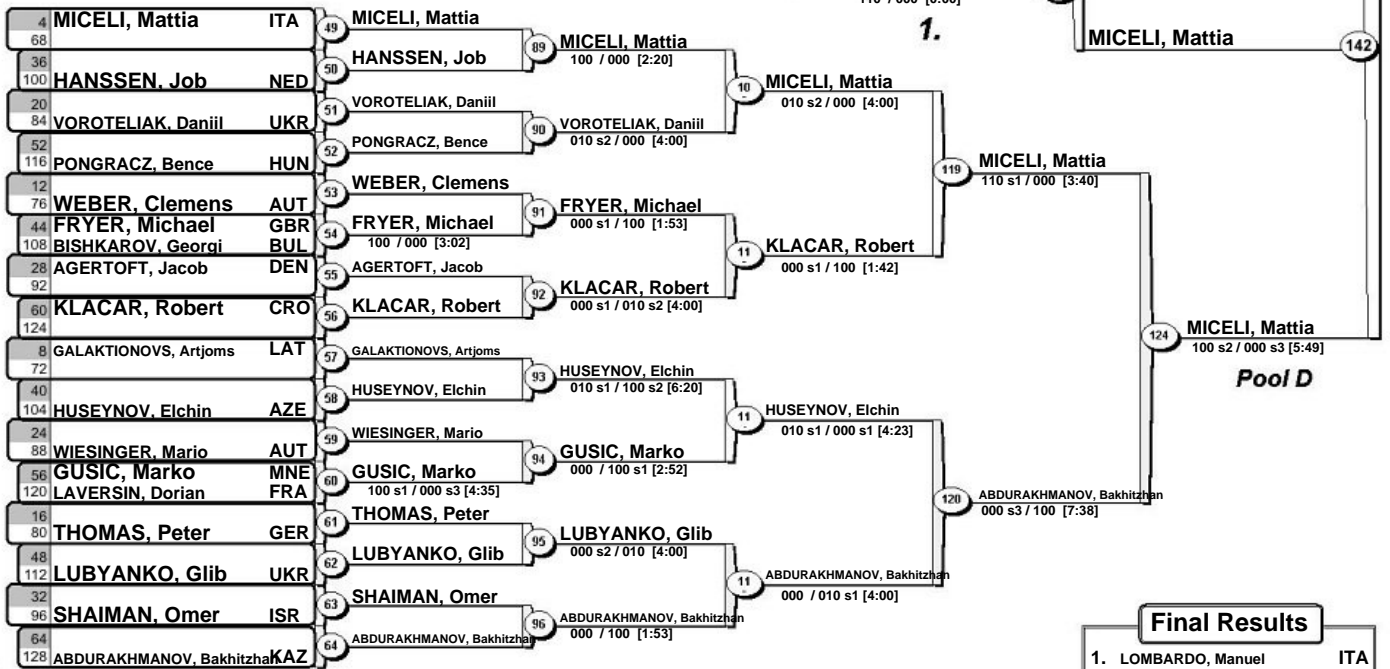 110 / 000 [0:00]
1.
MICELI, Mattia
142
4 MICELI, Mattia ITA
68
49
36
100 HANSSEN, Job NED
50
20
84 VOROTELIAK, Daniil UKR
51
52
116 PONGRACZ, Bence HUN
52
12
76 WEBER, Clemens AUT
53
44 FRYER, Michael GBR
108 BISHKAROV, Georgi BUL
54
28 AGERTOFT, Jacob DEN
92
55
60 KLACAR, Robert CRO
124
56
8 GALAKTIONOVS, Artjoms LAT
72
57
40
104 HUSEYNOV, Elchin AZE
58
24
88 WIESINGER, Mario AUT
59
56 GUSIC, Marko MNE
120 LAVERSIN, Dorian FRA
60
16
80 THOMAS, Peter GER
61
48
112 LUBYANKO, Glib UKR
62
32
96 SHAIMAN, Omer ISR
63
64
128 ABDURAKHMANOV, Bakhitzhan KAZ
64
MICELI, Mattia
HANSSEN, Job
89
VOROTELIAK, Daniil
PONGRACZ, Bence
90
WEBER, Clemens
FRYER, Michael
100 / 000 [3:02]
91
AGERTOFT, Jacob
KLACAR, Robert
92
GALAKTIONOVS, Artjoms
HUSEYNOV, Elchin
93
WIESINGER, Mario
GUSIC, Marko
100 s1 / 000 s3 [4:35]
94
THOMAS, Peter
LUBYANKO, Glib
95
SHAIMAN, Omer
ABDURAKHMANOV, Bakhitzhan
96
MICELI, Mattia
100 / 000 [2:20]
VOROTELIAK, Daniil
010 s2 / 000 [4:00]
10
FRYER, Michael
000 s1 / 100 [1:53]
KLACAR, Robert
000 s1 / 010 s2 [4:00]
11
HUSEYNOV, Elchin
010 s1 / 100 s2 [6:20]
GUSIC, Marko
000 / 100 s1 [2:52]
11
LUBYANKO, Glib
000 s2 / 010 [4:00]
ABDURAKHMANOV, Bakhitzhan
000 / 100 [1:53]
11
MICELI, Mattia
010 s2 / 000 [4:00]
KLACAR, Robert
000 s1 / 100 [1:42]
119
HUSEYNOV, Elchin
010 s1 / 000 s1 [4:23]
ABDURAKHMANOV, Bakhitzhan
000 / 010 s1 [4:00]
120
MICELI, Mattia
110 s1 / 000 [3:40]
ABDURAKHMANOV, Bakhitzhan
000 s3 / 100 [7:38]
124
MICELI, Mattia
100 s2 / 000 s3 [5:49]
Pool D
Final Results
1. LOMBARDO, Manuel ITA